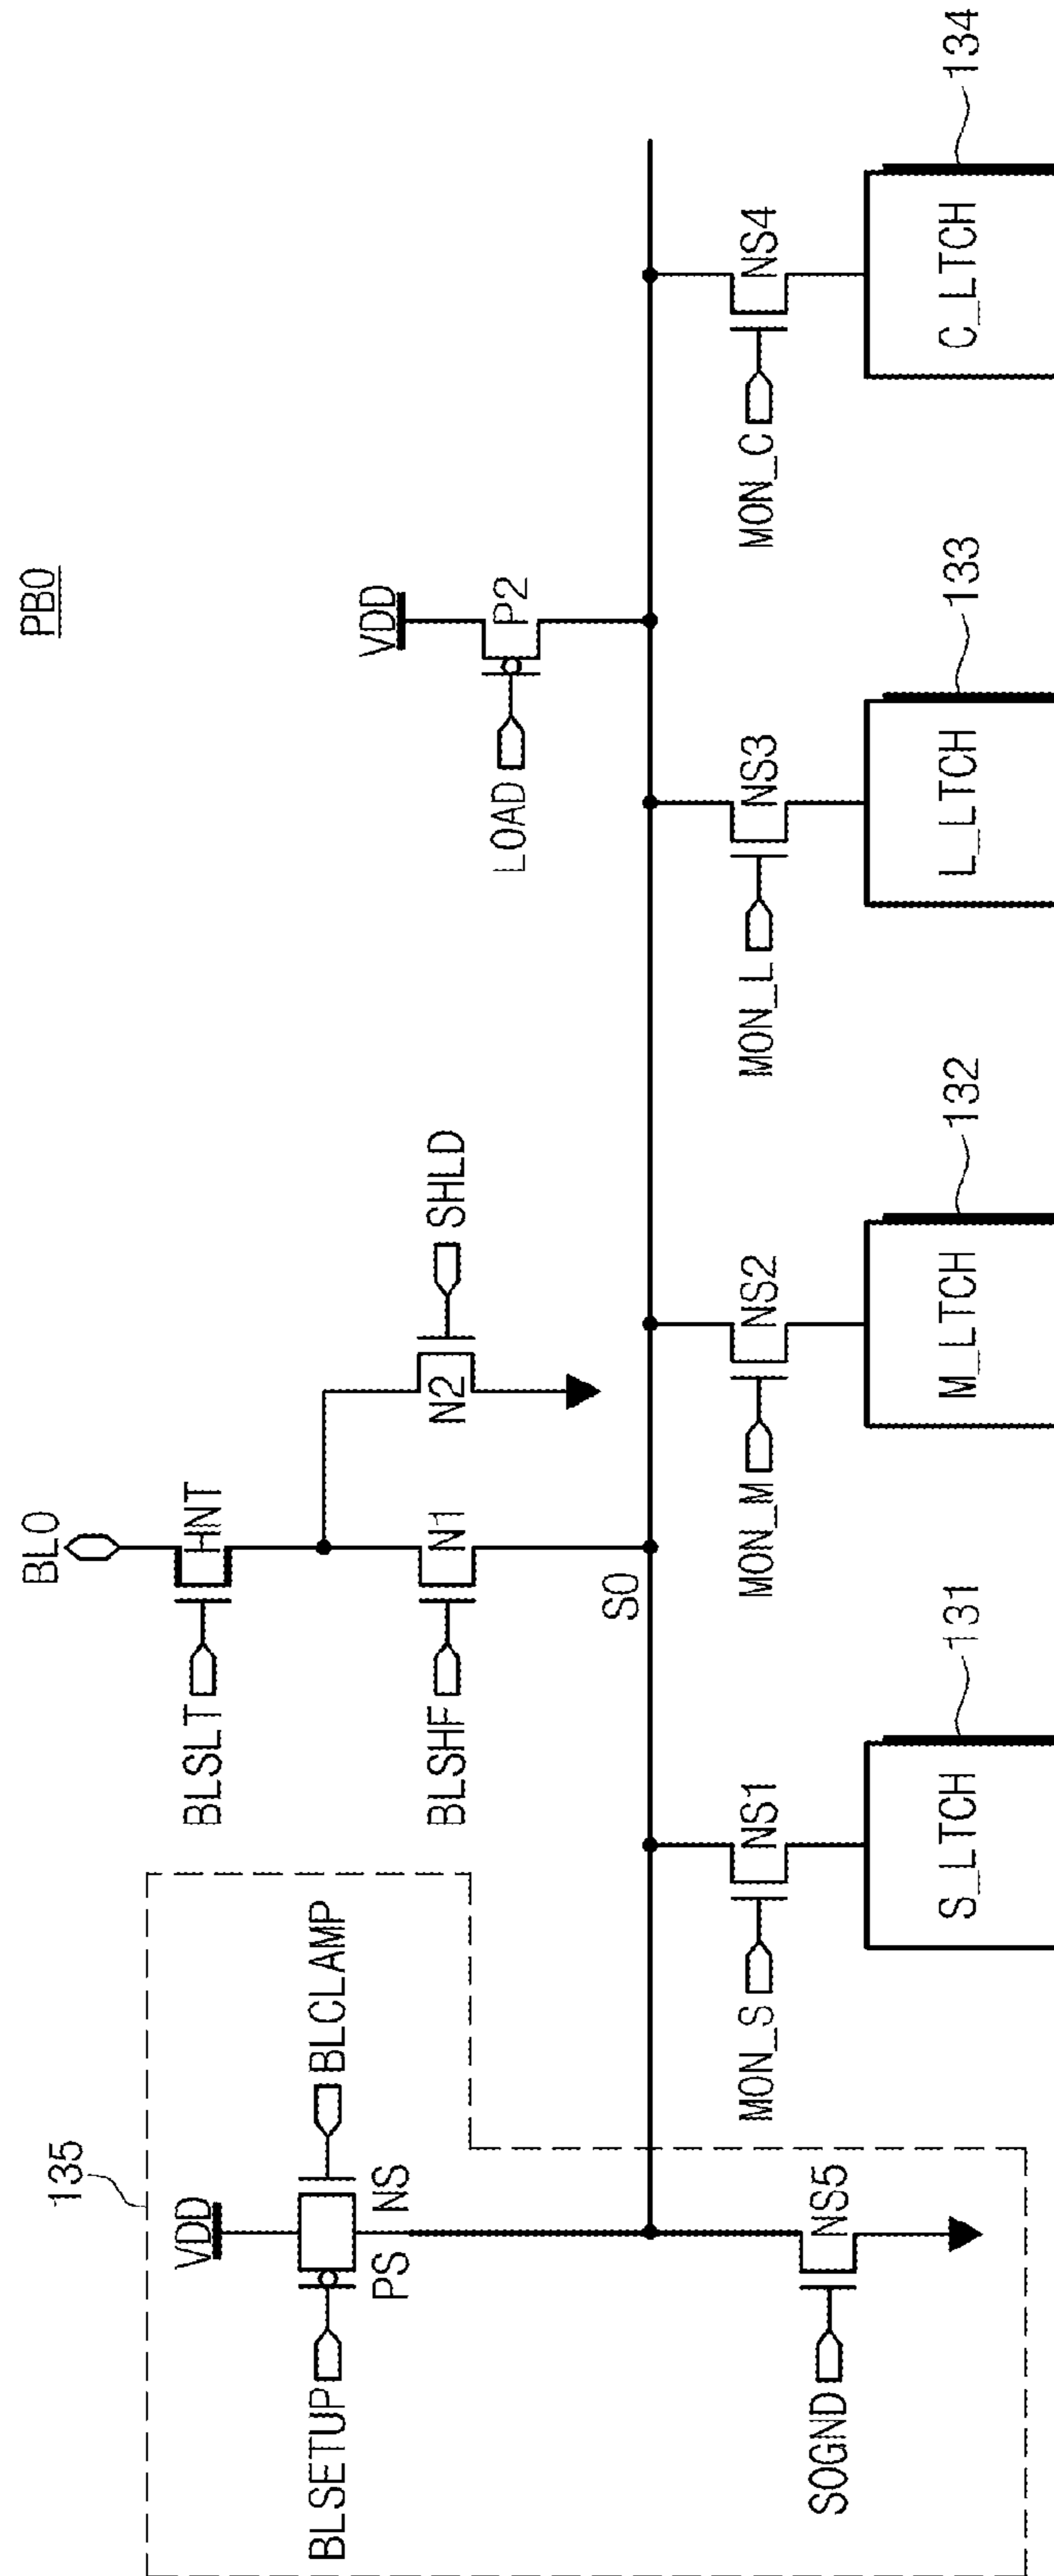 PB0
BL0
HNT
BLSLT
N1
BLSHF
N2
SHLD
135
VDD
BLSETUP
PS
NS
BLCLAMP
VDD
LOAD
P2
SO
SOGND
NS5
MON_S
NS1
MON_M
NS2
MON_L
NS3
MON_C
NS4
S_LTCH
131
M_LTCH
132
L_LTCH
133
C_LTCH
134